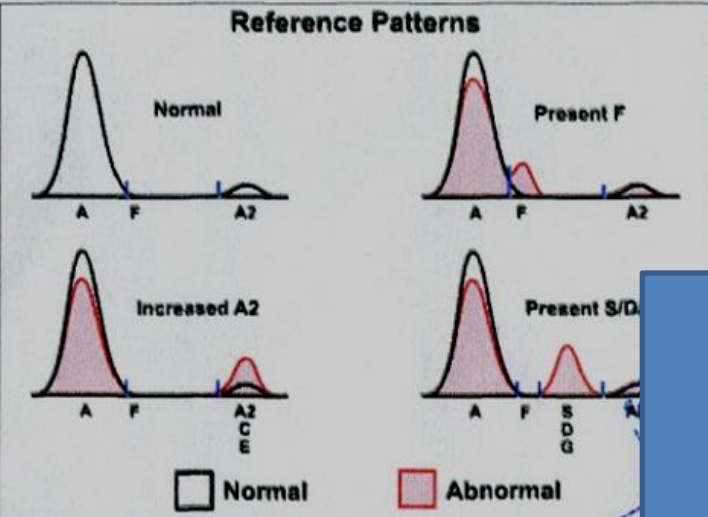 Reference Patterns
Normal
A F A2
Present F
A F A2
Increased A2
A F A2
C
E
Present S/D
A F S
D
G
Normal
Abnormal